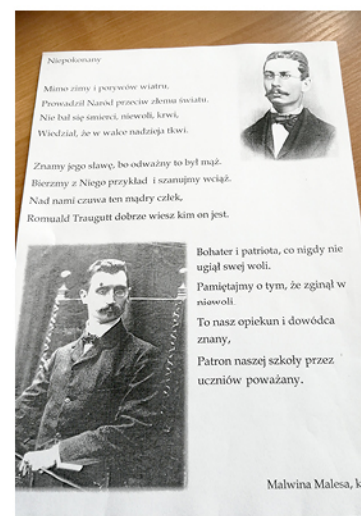 Niepokonany
Mimo zimy i porywów wiatru,
Prowadził Naród przeciw złemu światu.
Nie bał się śmierci, niewoli, krwi,
Wiedział, że w walce nadzieja tkwi.
Znamy jego sławę, bo odważny to był mąż.
Bierzmy z Niego przykład i szanujmy wciąż.
Nad nami czuwa ten mądry człek,
Romuald Traugutt dobrze wiesz kim on jest.
Bohater i patriota, co nigdy nie
ugiął swej woli.
Pamiętajmy o tym, że zginął w
niewoli.
To nasz opiekun i dowódca
znany,
Patron naszej szkoły przez
uczniów poważany.
Malwina Malesa, k